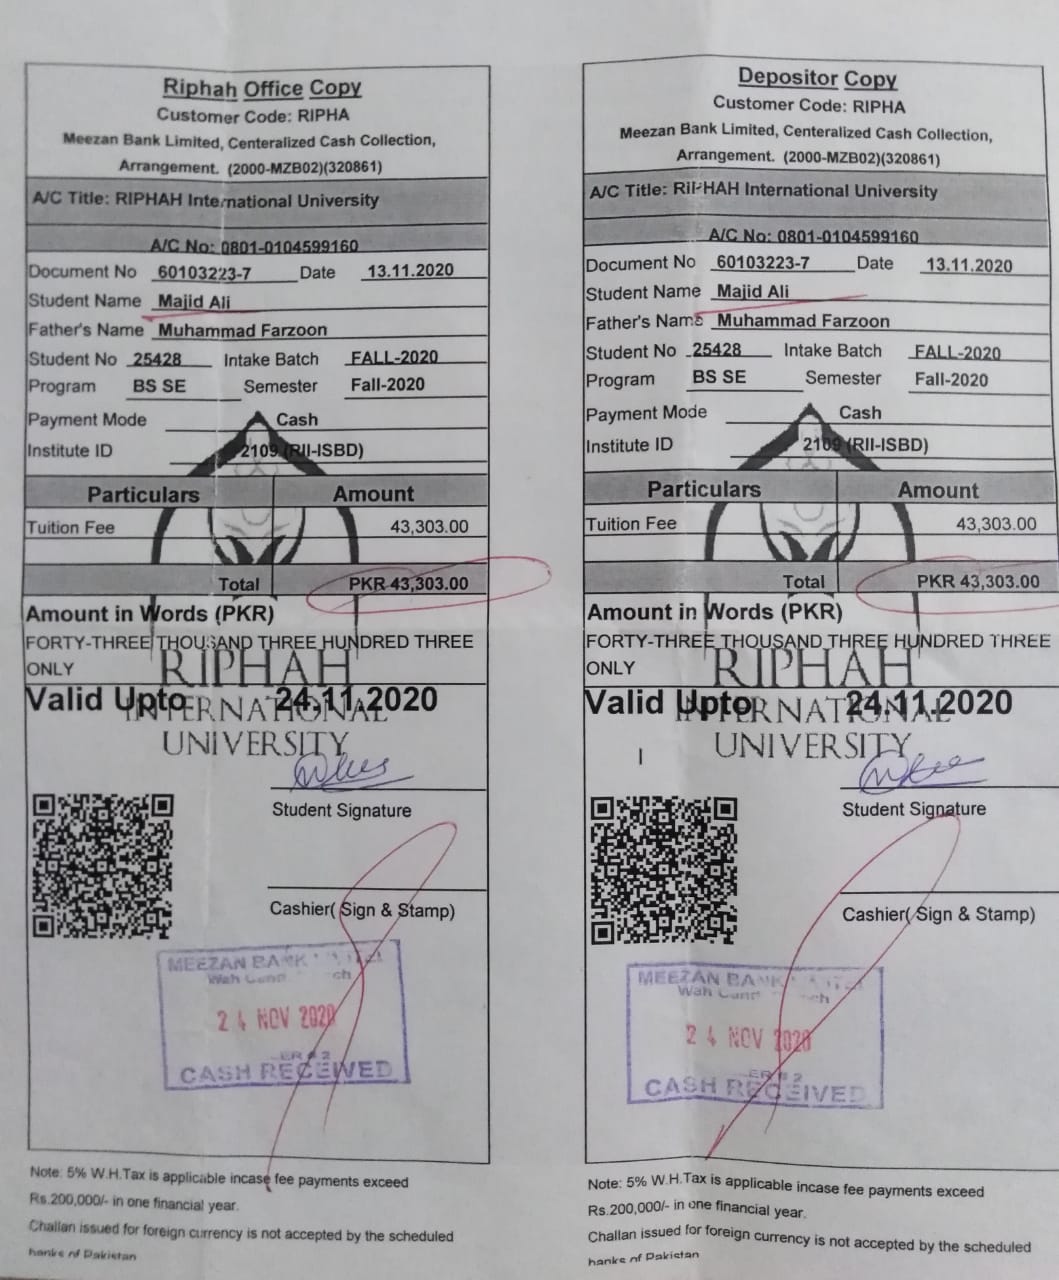 Riphah Office Copy
Customer Code: RIPHA
Meezan Bank Limited, Centeralized Cash Collection,
Arrangement. (2000-MZB02)(320861)
A/C Title: RIPHAH International University
A/C No: 0801-0104599160
Document No 60103223-7 Date 13.11.2020
Student Name Majid Ali
Father's Name Muhammad Farzoon
Student No 25428 Intake Batch FALL-2020
Program BS SE Semester Fall-2020
Payment Mode Cash
Institute ID 2109 (RII-ISBD)
Particulars Amount
Tuition Fee 43,303.00
Total PKR 43,303.00
Amount in Words (PKR)
FORTY-THREE THOUSAND THREE HUNDRED THREE
ONLY
Valid Upto 24.11.2020
RIPHAH
INTERNATIONAL
UNIVERSITY
Student Signature
Cashier( Sign & Stamp)
MEEZAN BANK
Wah
24 NOV 2020
CASH RECEIVED
Note: 5% W.H.Tax is applicable incase fee payments exceed
Rs.200,000/- in one financial year.
Challan issued for foreign currency is not accepted by the scheduled
banks of Pakistan
Depositor Copy
Customer Code: RIPHA
Meezan Bank Limited, Centeralized Cash Collection,
Arrangement. (2000-MZB02)(320861)
A/C Title: RIPHAH International University
A/C No: 0801-0104599160
Document No 60103223-7 Date 13.11.2020
Student Name Majid Ali
Father's Name Muhammad Farzoon
Student No 25428 Intake Batch FALL-2020
Program BS SE Semester Fall-2020
Payment Mode Cash
Institute ID 2109 (RII-ISBD)
Particulars Amount
Tuition Fee 43,303.00
Total PKR 43,303.00
Amount in Words (PKR)
FORTY-THREE THOUSAND THREE HUNDRED THREE
ONLY
Valid Upto 24.11.2020
RIPHAH
INTERNATIONAL
UNIVERSITY
Student Signature
Cashier( Sign & Stamp)
MEEZAN BANK
Wah
24 NOV 2020
CASH RECEIVED
Note: 5% W.H.Tax is applicable incase fee payments exceed
Rs.200,000/- in one financial year.
Challan issued for foreign currency is not accepted by the scheduled
banks of Pakistan